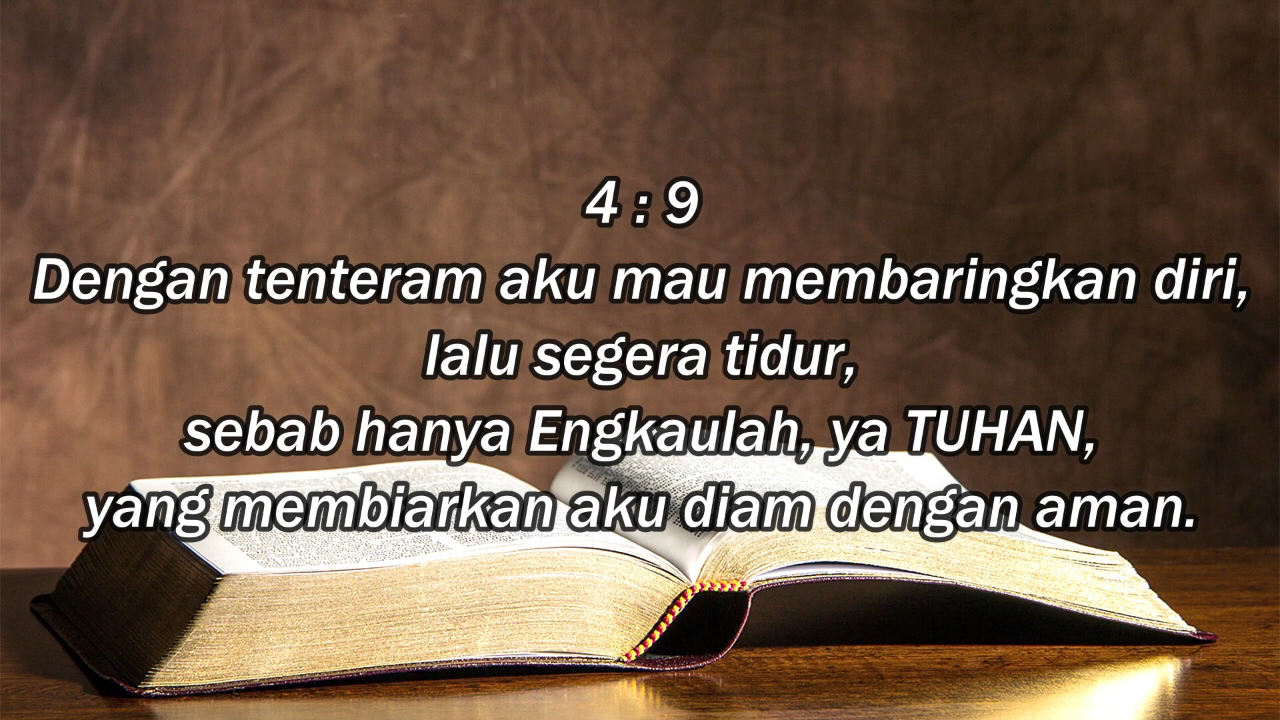 4 : 9
Dengan tenteram aku mau membaringkan diri,
lalu segera tidur,
sebab hanya Engkaulah, ya TUHAN,
yang membiarkan aku diam dengan aman.